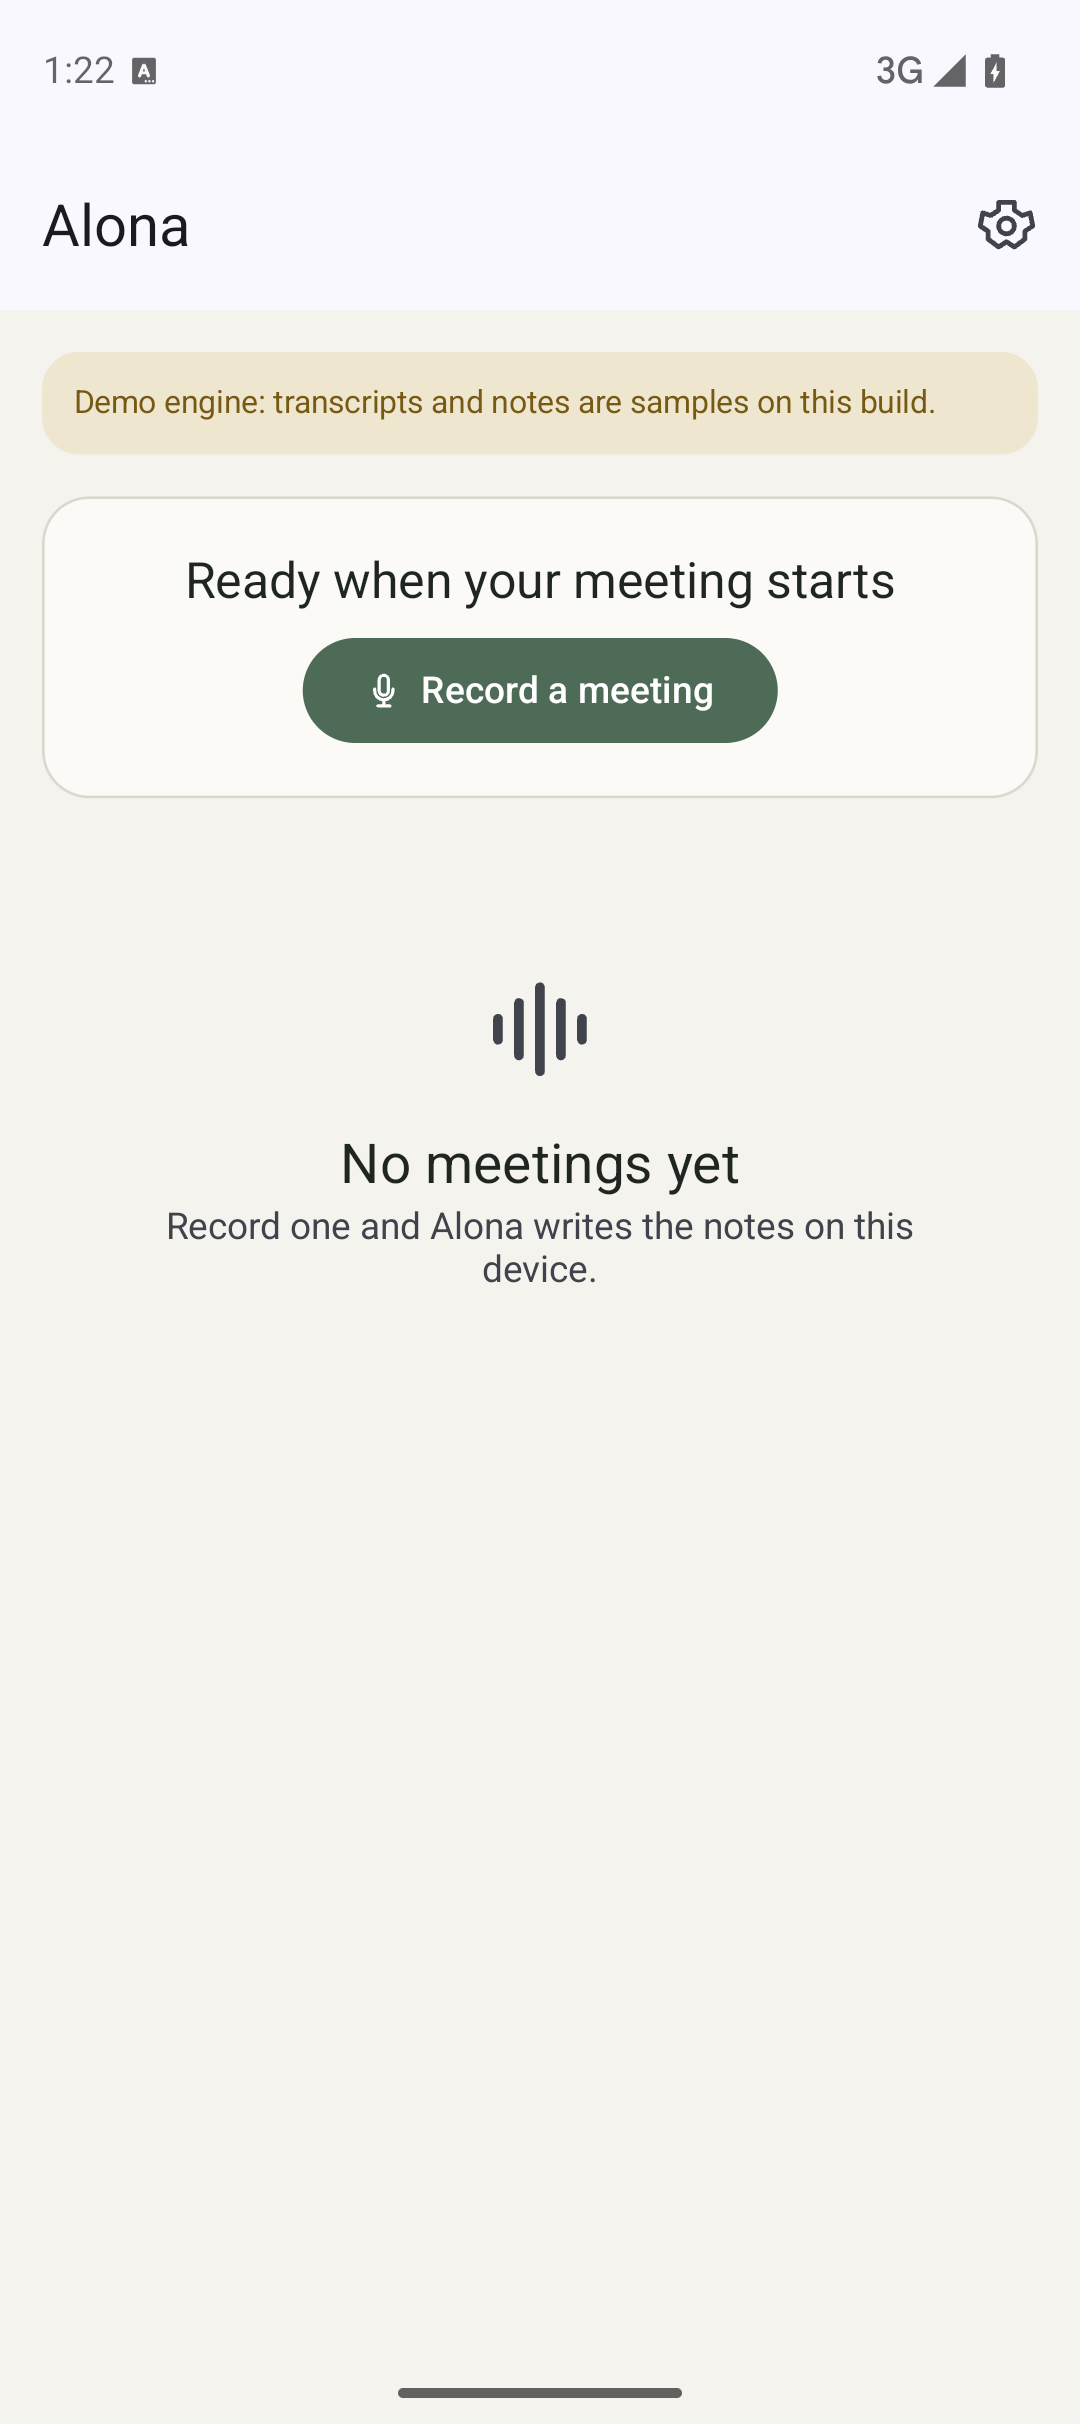 1:22
3G
Alona
Demo engine: transcripts and notes are samples on this build.
Ready when your meeting starts
Record a meeting
No meetings yet
Record one and Alona writes the notes on this
device.